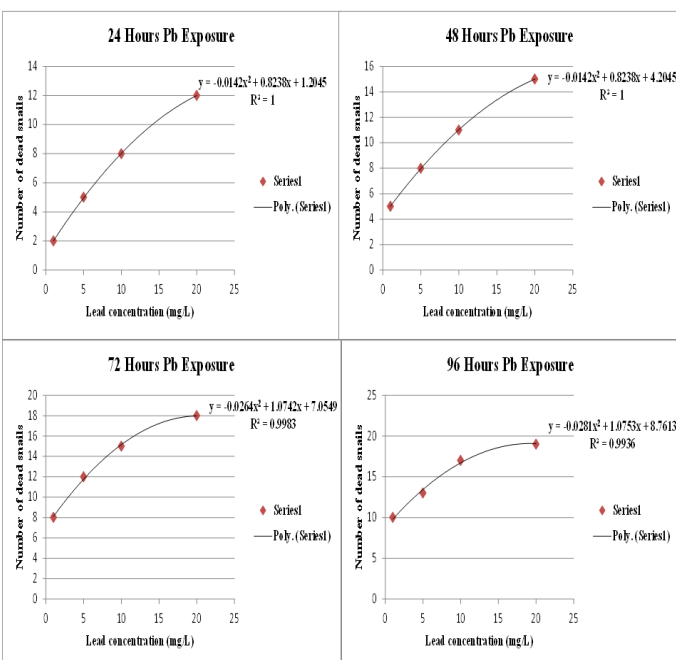 24 Hours Pb Exposure
14
12
10
8
6
4
2
0
Number of dead snails
y = -0.0142x² + 0.8238x + 1.2045
R² = 1
Series1
Poly. (Series1)
0 5 10 15 20 25
Lead concentration (mg/L)
48 Hours Pb Exposure
16
14
12
10
8
6
4
2
0
Number of dead snails
y = -0.0142x² + 0.8238x + 4.2045
R² = 1
Series1
Poly. (Series1)
0 5 10 15 20 25
Lead concentration (mg/L)
72 Hours Pb Exposure
20
18
16
14
12
10
8
6
4
2
0
Number of dead snails
y = -0.0264x² + 1.0742x + 7.0549
R² = 0.9983
Series1
Poly. (Series1)
0 5 10 15 20 25
Lead concentration (mg/L)
96 Hours Pb Exposure
25
20
15
10
5
0
Number of dead snails
y = -0.0281x² + 1.0753x + 8.7613
R² = 0.9936
Series1
Poly. (Series1)
0 5 10 15 20 25
Lead concentration (mg/L)